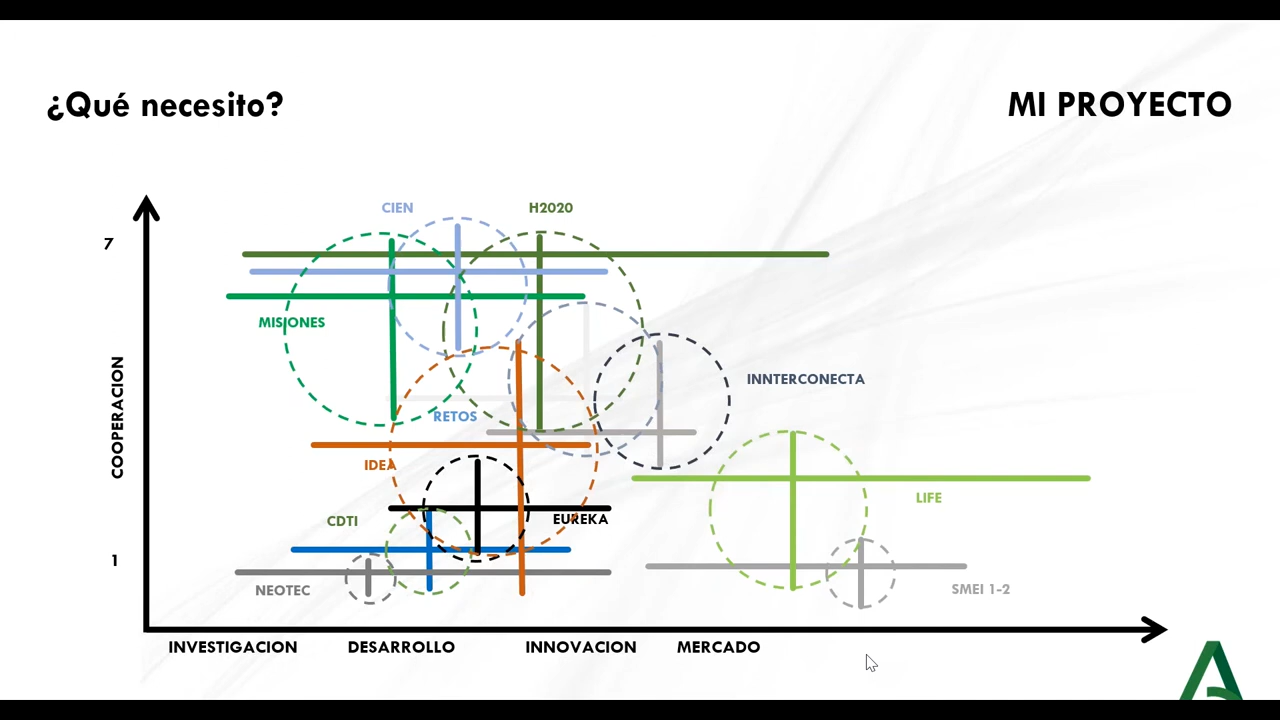 ¿Qué necesito?
MI PROYECTO
CIEN
H2020
7
MISIONES
INNTERCONECTA
COOPERACION
RETOS
IDEA
LIFE
CDTI
EUREKA
1
NEOTEC
SMEI 1-2
INVESTIGACION
DESARROLLO
INNOVACION
MERCADO